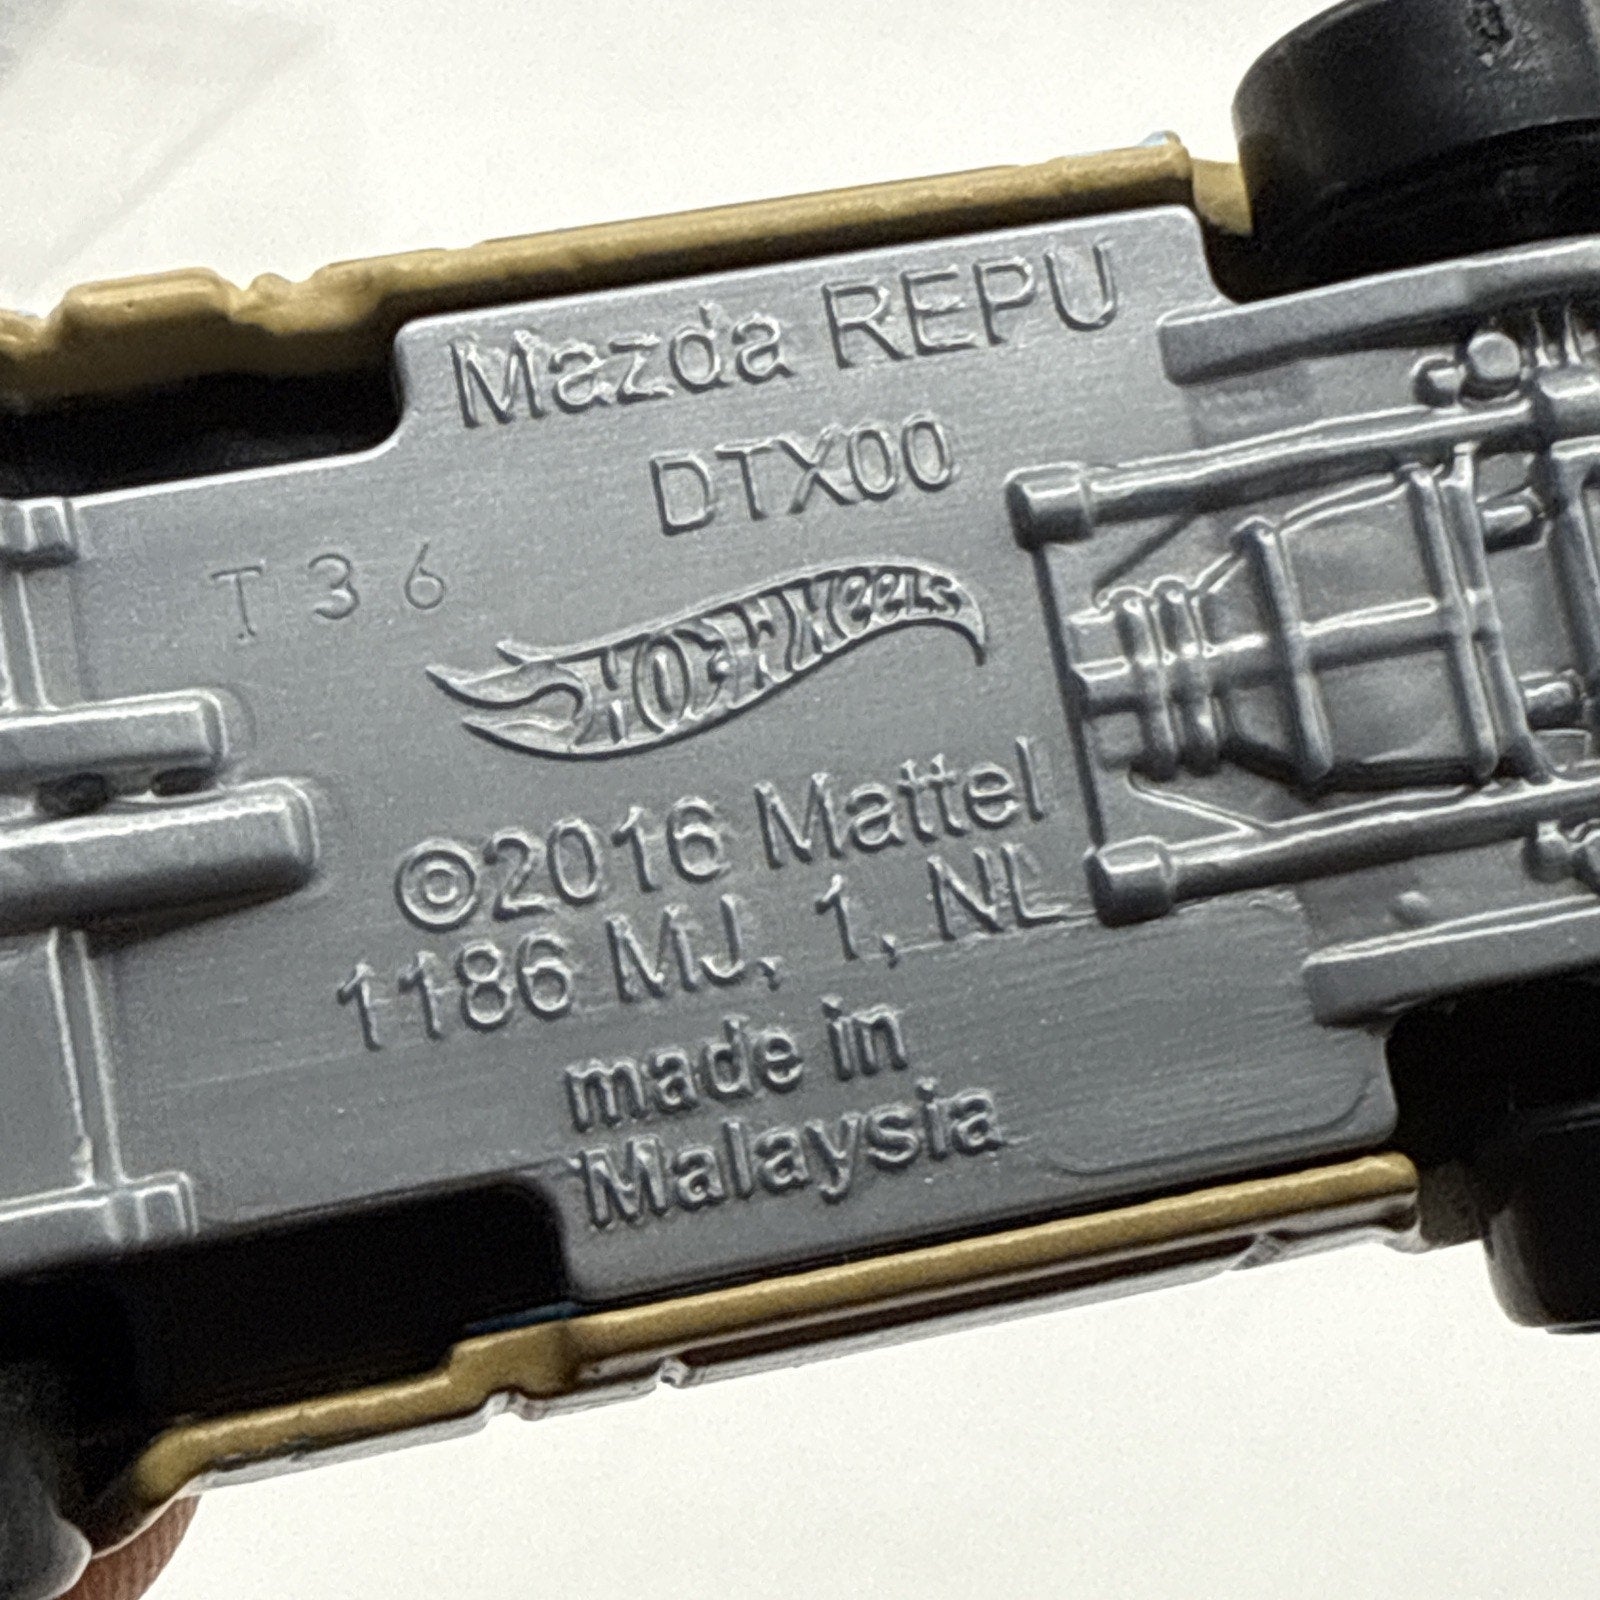 Mazda REPU
DTX00
T36
HOT WHEELS
©2016 Mattel
1186 MJ, 1, NL
made in
Malaysia